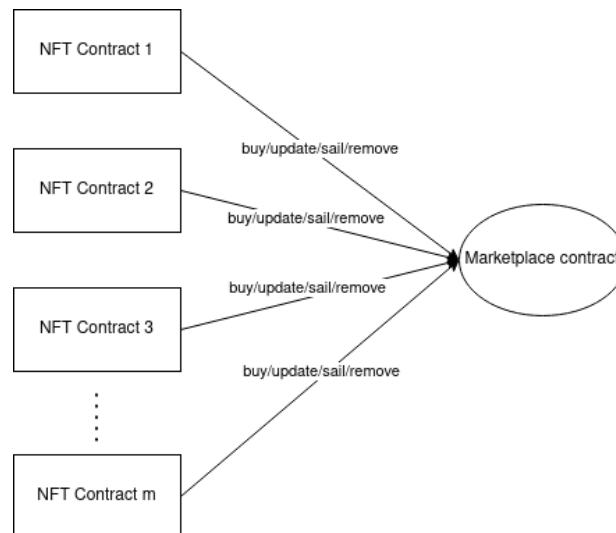 NFT Contract 1
buy/update/sail/remove
NFT Contract 2
buy/update/sail/remove
Marketplace contract
buy/update/sail/remove
NFT Contract 3
buy/update/sail/remove
NFT Contract m